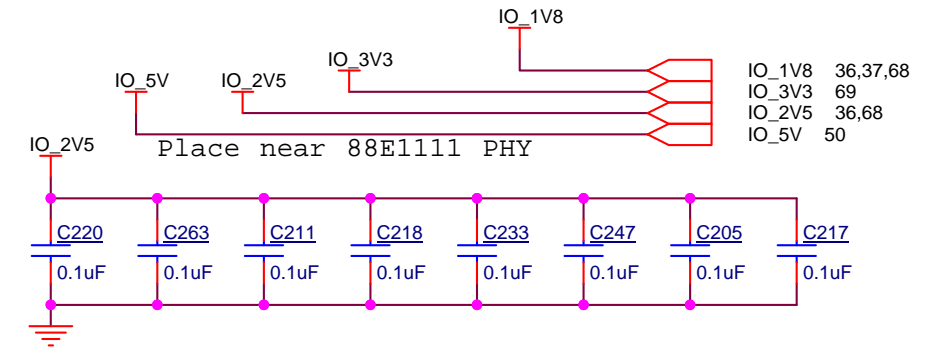 IO_1V8
IO_3V3
IO_5V IO_2V5
IO_1V8 36,37,68
IO_3V3 69
IO_2V5 36,68
IO_5V 50
IO_2V5
Place near 88E1111 PHY
C220 C263 C211 C218 C233 C247 C205 C217
0.1uF 0.1uF 0.1uF 0.1uF 0.1uF 0.1uF 0.1uF 0.1uF